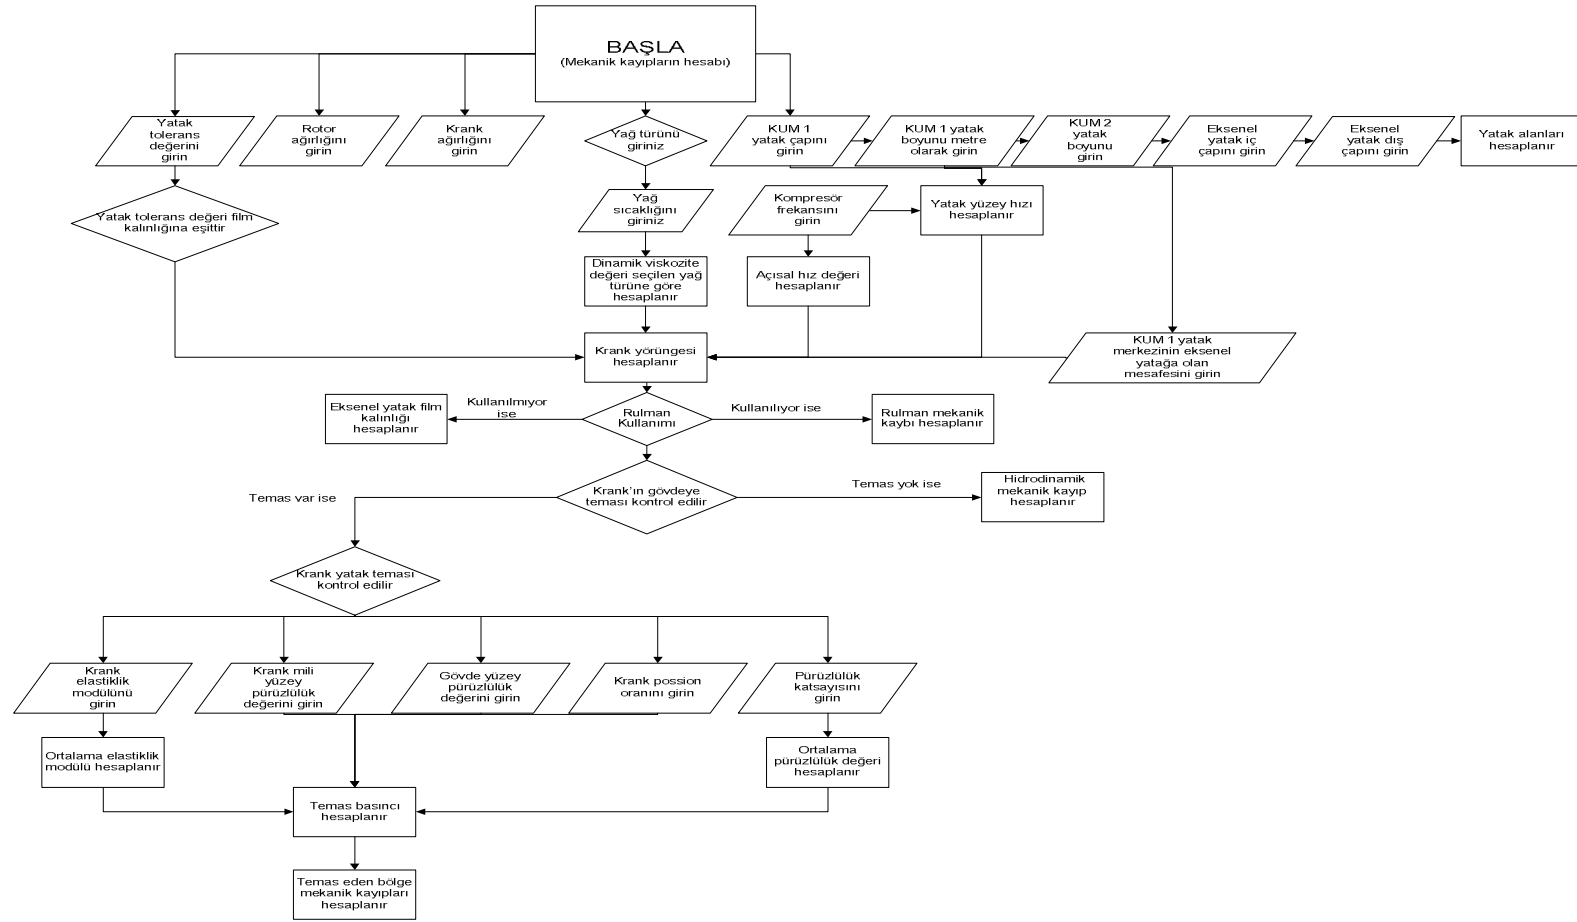 BAŞLA
(Mekanik kayıpların hesabı)
Yatak
tolerans
değerini
girin
Rotor
ağırlığını
girin
Krank
ağırlığını
girin
Yağ türünü
giriniz
KUM 1
yatak çapını
girin
KUM 1 yatak
boyunu metre
olarak girin
KUM 2
yatak
boyunu
girin
Eksenel
yatak iç
çapını girin
Eksenel
yatak dış
çapını girin
Yatak alanları
hesaplanır
Yatak tolerans değeri film
kalınlığına eşittir
Yağ
sıcaklığını
giriniz
Kompresör
frekansını
girin
Yatak yüzey hızı
hesaplanır
Dinamik viskozite
değeri seçilen yağ
türüne göre
hesaplanır
Açısal hız değeri
hesaplanır
Krank yörüngesi
hesaplanır
KUM 1 yatak
merkezinin eksenel
yatağa olan
mesafesini girin
Eksenel yatak film
kalınlığı
hesaplanır
Kullanılmıyor
ise
Rulman
Kullanımı
Kullanılıyor ise
Rulman mekanik
kaybı hesaplanır
Temas var ise
Krank'ın gövdeye
teması kontrol edilir
Temas yok ise
Hidrodinamik
mekanik kayıp
hesaplanır
Krank yatak teması
kontrol edilir
Krank
elastiklik
modülünü
girin
Krank mili
yüzey
pürüzlülük
değerini girin
Gövde yüzey
pürüzlülük
değerini girin
Krank possion
oranını girin
Pürüzlülük
katsayısını
girin
Ortalama elastiklik
modülü hesaplanır
Ortalama
pürüzlülük değeri
hesaplanır
Temas basıncı
hesaplanır
Temas eden bölge
mekanik kayıpları
hesaplanır